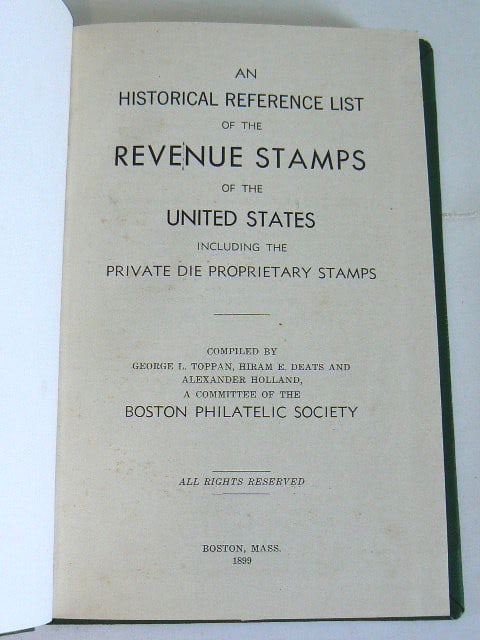 AN
HISTORICAL REFERENCE LIST
OF THE
REVENUE STAMPS
OF THE
UNITED STATES
INCLUDING THE
PRIVATE DIE PROPRIETARY STAMPS
COMPILED BY
GEORGE L. TOPPAN, HIRAM E. DEATS AND
ALEXANDER HOLLAND,
A COMMITTEE OF THE
BOSTON PHILATELIC SOCIETY
ALL RIGHTS RESERVED
BOSTON, MASS.
1899